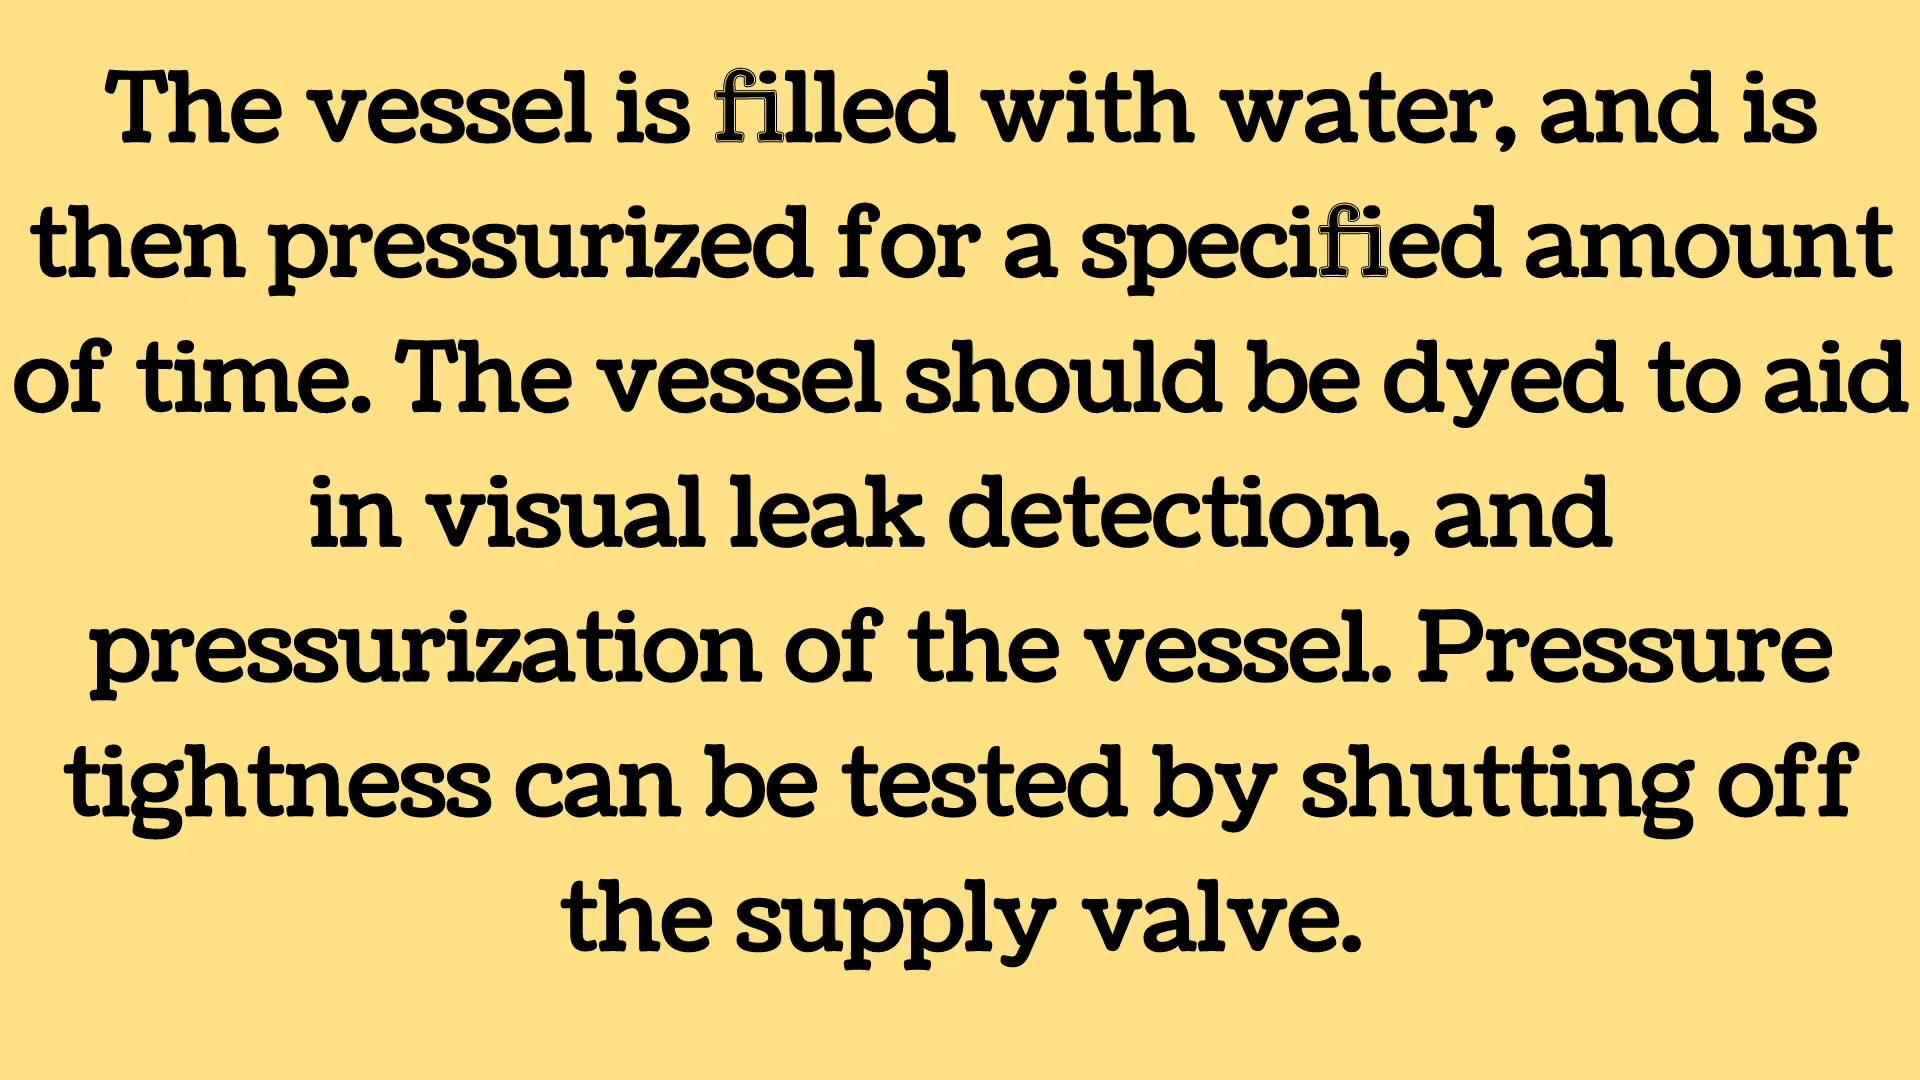 The vessel is filled with water, and is
then pressurized for a specified amount
of time. The vessel should be dyed to aid
in visual leak detection, and
pressurization of the vessel. Pressure
tightness can be tested by shutting off
the supply valve.